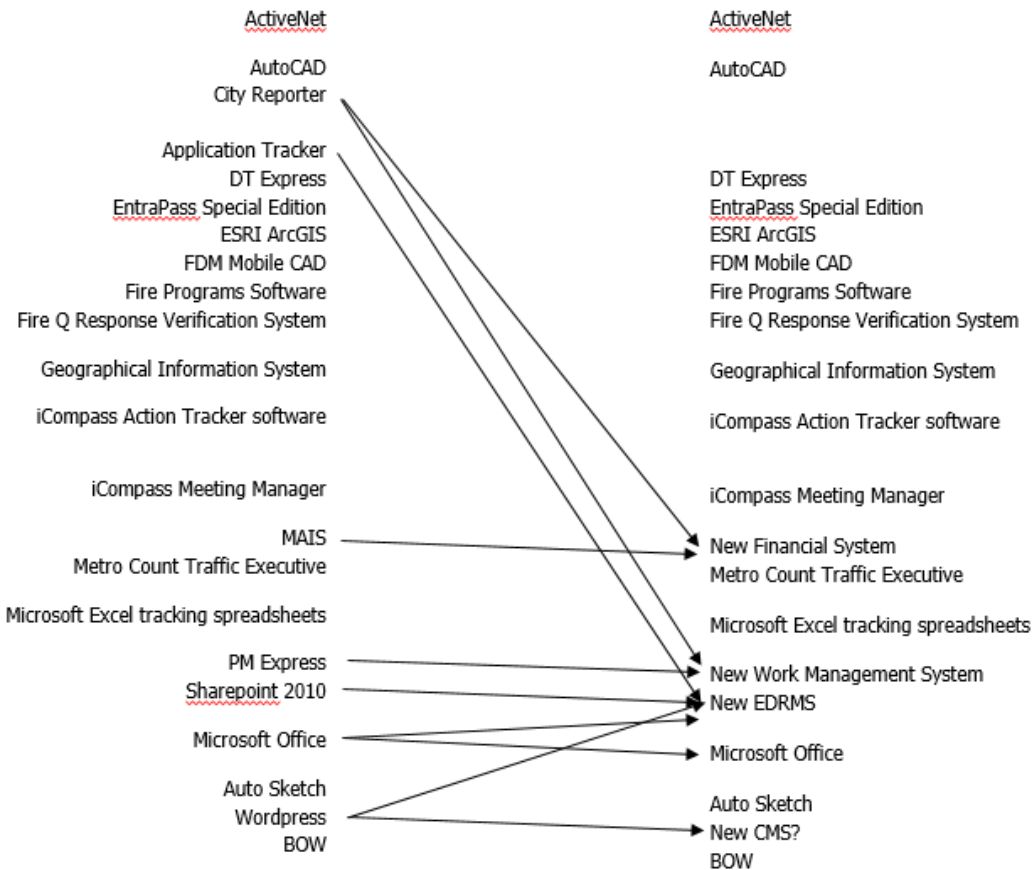 ActiveNet
AutoCAD
City Reporter
Application Tracker
DT Express
EntraPass Special Edition
ESRI ArcGIS
FDM Mobile CAD
Fire Programs Software
Fire Q Response Verification System
Geographical Information System
iCompass Action Tracker software
iCompass Meeting Manager
MAIS
Metro Count Traffic Executive
Microsoft Excel tracking spreadsheets
PM Express
Sharepoint 2010
Microsoft Office
Auto Sketch
Wordpress
BOW
ActiveNet
AutoCAD
DT Express
EntraPass Special Edition
ESRI ArcGIS
FDM Mobile CAD
Fire Programs Software
Fire Q Response Verification System
Geographical Information System
iCompass Action Tracker software
iCompass Meeting Manager
New Financial System
Metro Count Traffic Executive
Microsoft Excel tracking spreadsheets
New Work Management System
New EDRMS
Microsoft Office
Auto Sketch
New CMS?
BOW